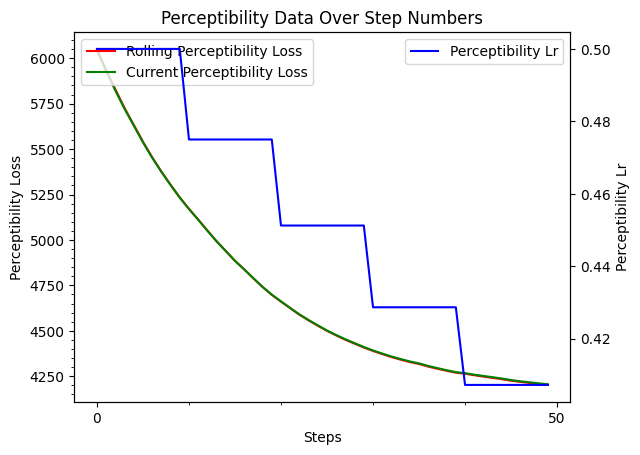 Perceptibility Data Over Step Numbers
Rolling Perceptibility Loss
Current Perceptibility Loss
Perceptibility Lr
6000
5750
5500
5250
5000
4750
4500
4250
Perceptibility Loss
0.50
0.48
0.46
0.44
0.42
Perceptibility Lr
0
50
Steps